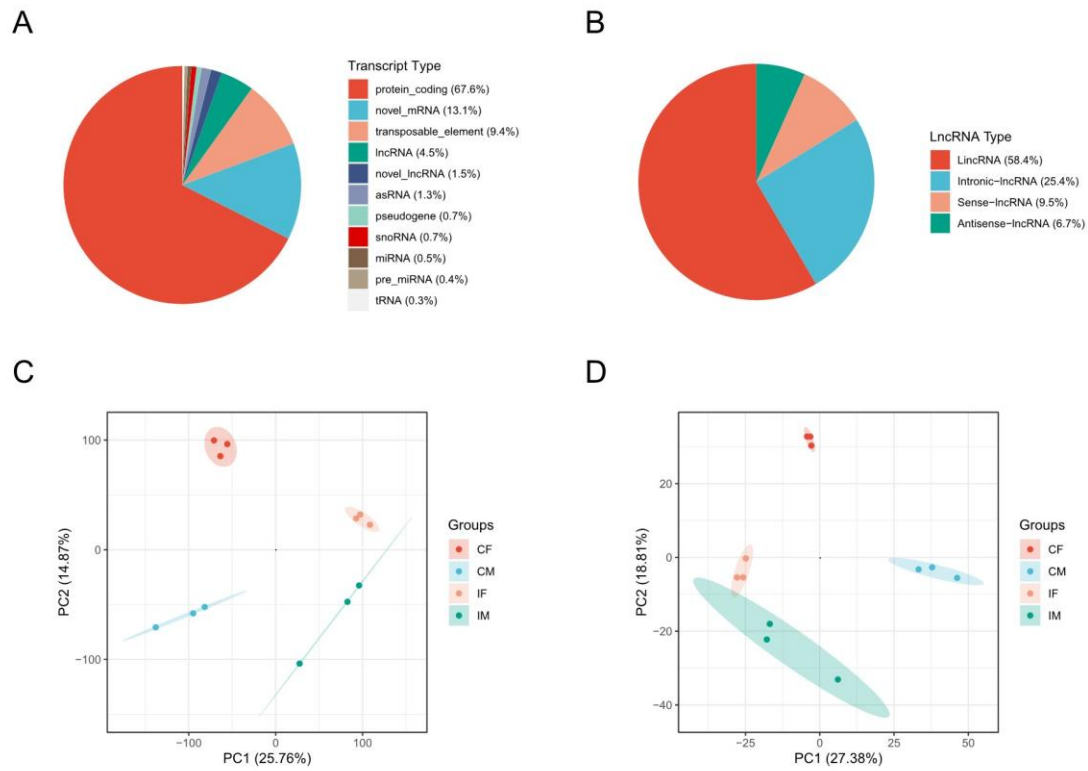 A
Transcript Type
protein_coding (67.6%)
novel_mRNA (13.1%)
transposable_element (9.4%)
lncRNA (4.5%)
novel_lncRNA (1.5%)
asRNA (1.3%)
pseudogene (0.7%)
snoRNA (0.7%)
miRNA (0.5%)
pre_miRNA (0.4%)
tRNA (0.3%)
B
LncRNA Type
LincRNA (58.4%)
Intronic−lncRNA (25.4%)
Sense−lncRNA (9.5%)
Antisense−lncRNA (6.7%)
C
100
0
−100
PC2 (14.87%)
−100
0
100
PC1 (25.76%)
Groups
CF
CM
IF
IM
D
20
0
−20
−40
PC2 (18.81%)
−25
0
25
50
PC1 (27.38%)
Groups
CF
CM
IF
IM